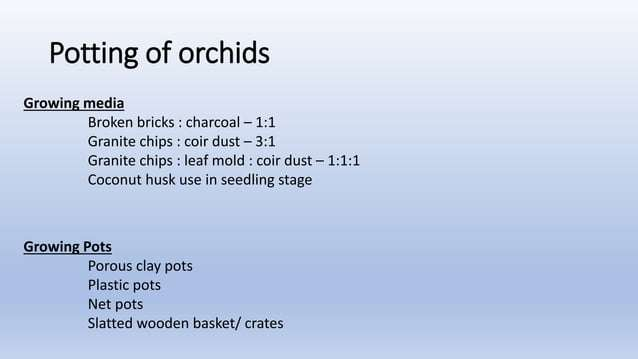 Potting of orchids
Growing media
Broken bricks : charcoal – 1:1
Granite chips : coir dust – 3:1
Granite chips : leaf mold : coir dust – 1:1:1
Coconut husk use in seedling stage
Growing Pots
Porous clay pots
Plastic pots
Net pots
Slatted wooden basket/ crates